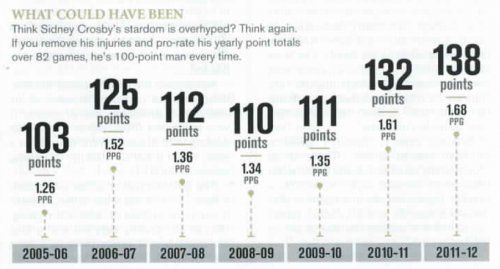 WHAT COULD HAVE BEEN
Think Sidney Crosby's stardom is overhyped? Think again.
If you remove his injuries and pro-rate his yearly point totals
over 82 games, he's 100-point man every time.
103
points
1.26
PPG
125
points
1.52
PPG
112
points
1.36
PPG
110
points
1.34
PPG
111
points
1.35
PPG
132
points
1.61
PPG
138
points
1.68
PPG
2005-06 2006-07 2007-08 2008-09 2009-10 2010-11 2011-12